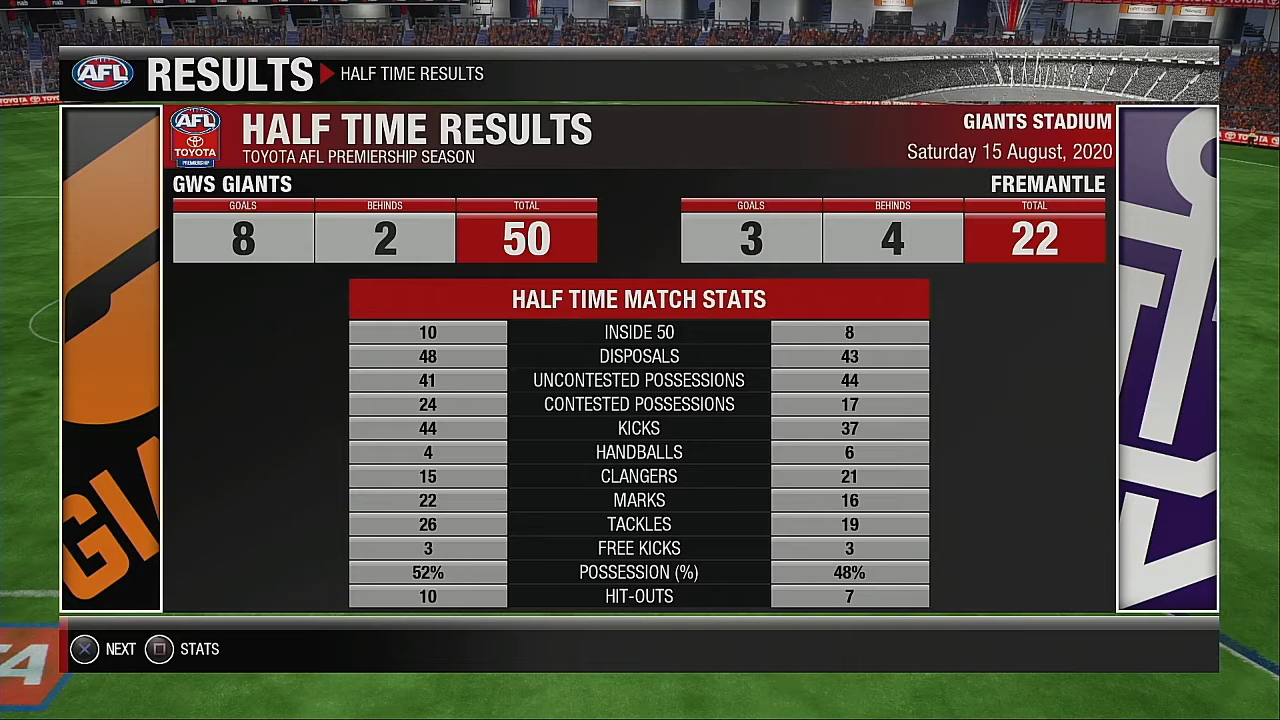 AFL RESULTS HALF TIME RESULTS
AFL
TOYOTA
PREMIERSHIP
HALF TIME RESULTS
TOYOTA AFL PREMIERSHIP SEASON
GIANTS STADIUM
Saturday 15 August, 2020
GWS GIANTS
FREMANTLE
GOALS BEHINDS TOTAL
8 2 50
GOALS BEHINDS TOTAL
3 4 22
HALF TIME MATCH STATS
10 INSIDE 50 8
48 DISPOSALS 43
41 UNCONTESTED POSSESSIONS 44
24 CONTESTED POSSESSIONS 17
44 KICKS 37
4 HANDBALLS 6
15 CLANGERS 21
22 MARKS 16
26 TACKLES 19
3 FREE KICKS 3
52% POSSESSION (%) 48%
10 HIT-OUTS 7
GIA
NEXT STATS
TOYOTA
TOYOTA